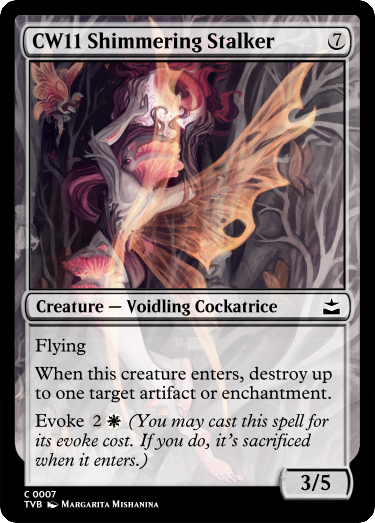 CW11 Shimmering Stalker 7
Creature — Voidling Cockatrice
Flying
When this creature enters, destroy up
to one target artifact or enchantment.
Evoke 2 (You may cast this spell for
its evoke cost. If you do, it's sacrificed
when it enters.)
3/5
C 0007
TVB Margarita Mishanina